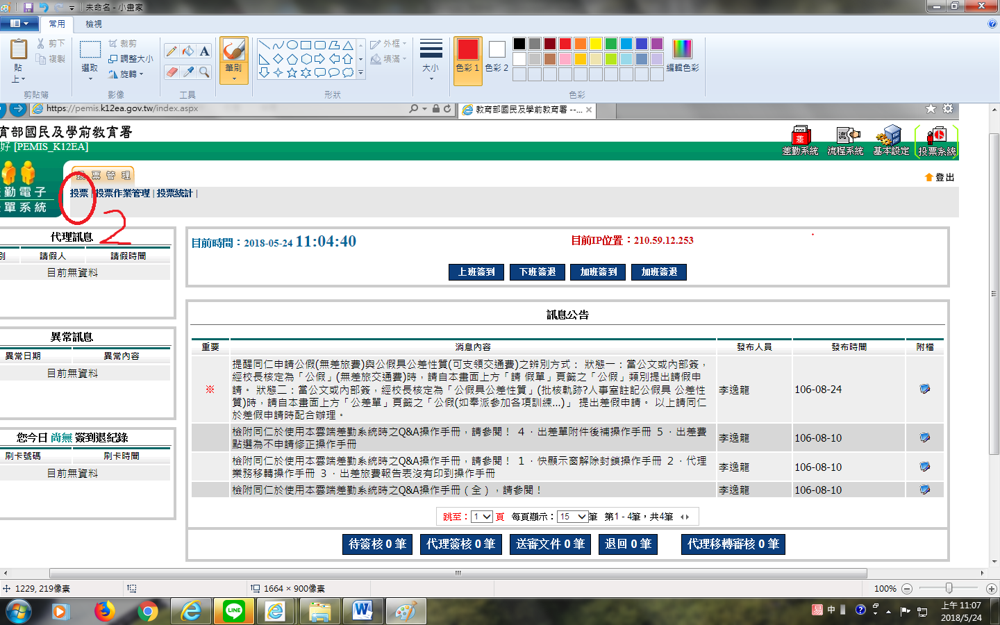 未命名 - 小畫家
常用
檢視
貼上
剪下
複製
剪貼簿
選取
裁剪
調整大小
旋轉
影像
A
工具
筆刷
外框
填滿
形狀
大小
色彩 1
色彩 2
編輯色彩
色彩
https://pemis.k12ea.gov.tw/index.aspx
教育部國民及學前教育署 --...
育部國民及學前教育署
好 [PEMIS_K12EA]
差
流
差勤系統
流程系統
基本設定
投票系統
登出
勤電子
單系統
投票管理
投票 | 投票作業管理 | 投票統計 |
2
代理訊息
別
請假人
請假時間
目前無資料
異常訊息
異常日期
異常內容
目前無資料
您今日 尚無 簽到退紀錄
刷卡號碼
刷卡時間
目前無資料
目前時間：2018-05-24 11:04:40
目前IP位置：210.59.12.253
上班簽到
下班簽退
加班簽到
加班簽退
訊息公告
重要
消息內容
發布人員
發布時間
附檔
※
提醒同仁申請公假(無差旅費)與公假具公差性質(可支領交通費)之辨別方式： 狀態一：當公文或內部簽，
經校長核定為「公假」(無差旅交通費)時，請自本畫面上方「請 假單」頁籤之「公假」類別提出請假申
請。 狀態二：當公文或內部簽，經校長核定為「公假具公差性質」(批核軌跡?人事室註記公假具 公差性
質)時，請自本畫面上方「公差單」頁籤之「公假(如奉派參加各項訓練...)」 提出差假申請。 以上請同仁
於差假申請時配合辦理。
李逸龍
106-08-24
檢附同仁於使用本雲端差勤系統時之Q&A操作手冊，請參閱！ 4．出差單附件後補操作手冊 5．出差費
點選為不申請修正操作手冊
李逸龍
106-08-10
檢附同仁於使用本雲端差勤系統時之Q&A操作手冊，請參閱！ 1．快顯示窗解除封鎖操作手冊 2．代理
業務移轉操作手冊 3．出差旅費報告表沒有印到操作手冊
李逸龍
106-08-10
檢附同仁於使用本雲端差勤系統時之Q&A操作手冊（全），請參閱！
李逸龍
106-08-10
跳至： 1 頁 每頁顯示： 15 筆 第1 - 4筆，共4筆
待簽核 0 筆
代理簽核 0 筆
送審文件 0 筆
退回 0 筆
代理移轉審核 0 筆
1229, 219像素
1664 × 900像素
100%
LINE
易
中
上午 11:07
2018/5/24